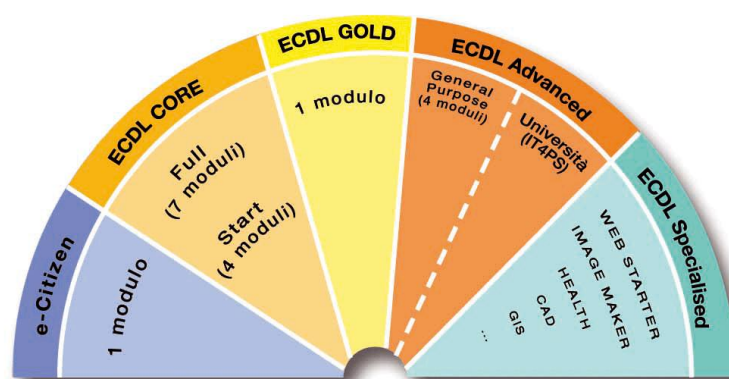 e-Citizen
1 modulo
ECDL CORE
Full
(7 moduli)
Start
(4 moduli)
ECDL GOLD
1 modulo
ECDL Advanced
General
Purpose
(4 moduli)
Università
(IT4PS)
ECDL Specialised
WEB STARTER
IMAGE MAKER
HEALTH
CAD
GIS
...